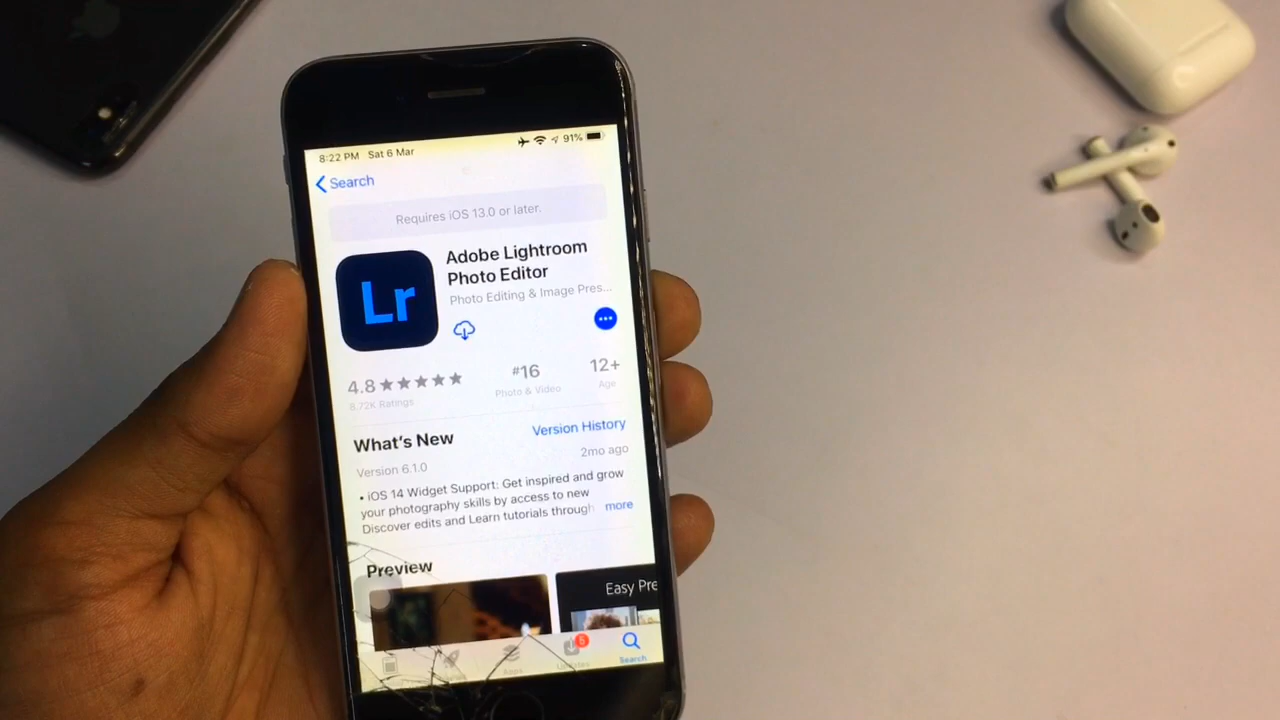 8:22 PM Sat 6 Mar 91%
Search
Requires iOS 13.0 or later.
Lr
Adobe Lightroom
Photo Editor
Photo Editing & Image Pres...
4.8 #16 12+
8.72K Ratings Photo & Video Age
What's New Version History
Version 6.1.0 2mo ago
• iOS 14 Widget Support: Get inspired and grow
your photography skills by access to new
Discover edits and Learn tutorials through more
Preview
Easy Pre
5
Apps Updates Search